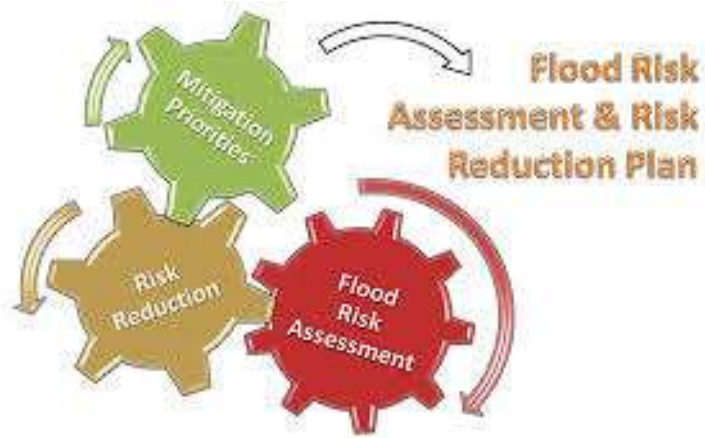 Mitigation
Priorities
Flood Risk
Assessment & Risk
Reduction Plan
Risk
Reduction
Flood
Risk
Assessment